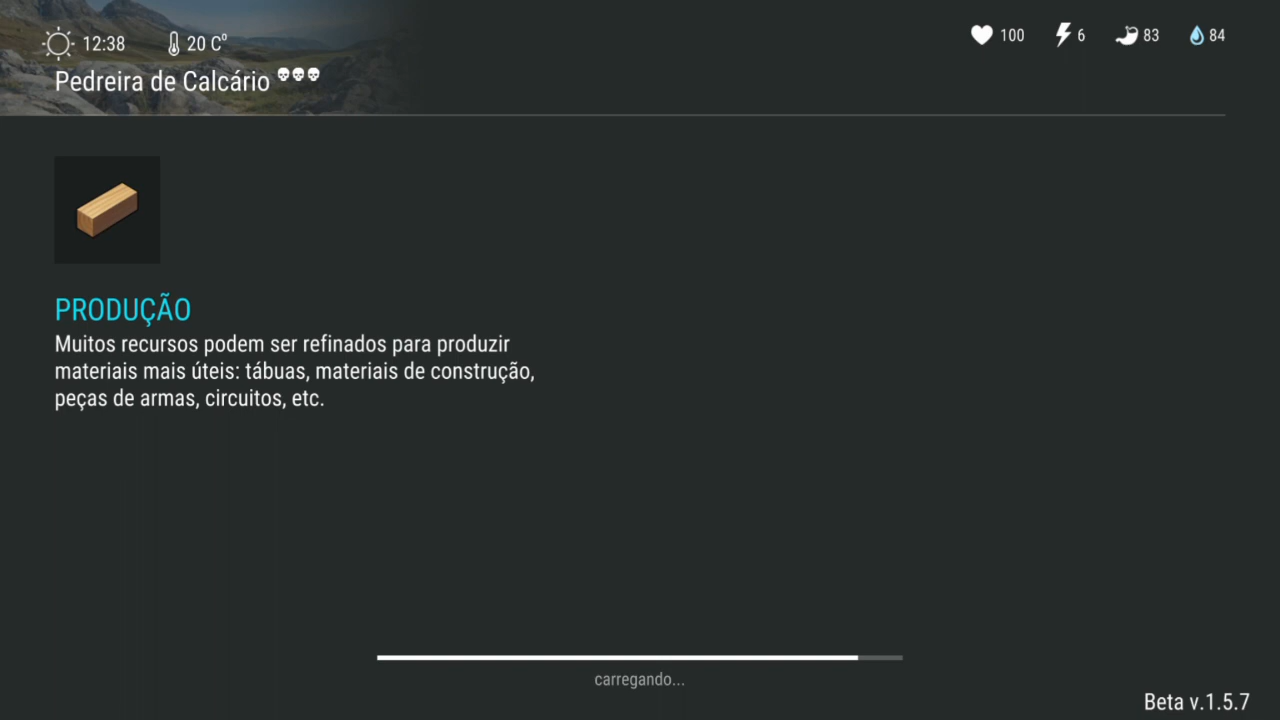 12:38 20 Cº
Pedreira de Calcário
100 6 83 84
PRODUÇÃO
Muitos recursos podem ser refinados para produzir
materiais mais úteis: tábuas, materiais de construção,
peças de armas, circuitos, etc.
carregando...
Beta v.1.5.7